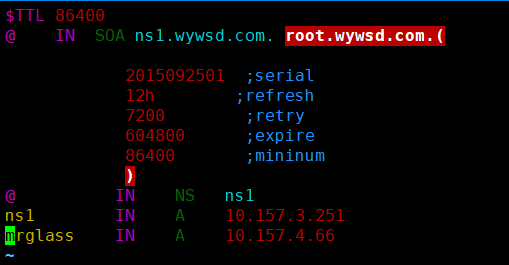 $TTL 86400
@ IN SOA ns1.wywsd.com. root.wywsd.com.(
2015092501 ;serial
12h ;refresh
7200 ;retry
604800 ;expire
86400 ;mininum
)
@ IN NS ns1
ns1 IN A 10.157.3.251
mrglass IN A 10.157.4.66
~